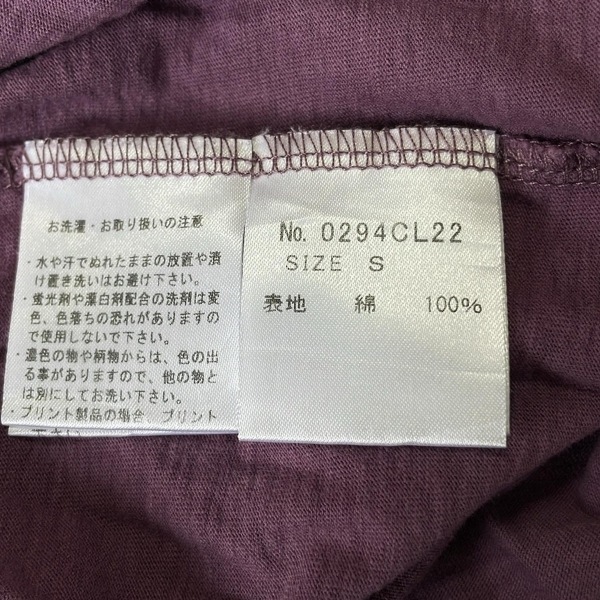 お洗濯・お取り扱いの注意
・水や汗でぬれたままの放置や漬
け置き洗いはお避け下さい。
・蛍光剤や漂白剤配合の洗剤は変
色、色落ちの恐れがありますの
で使用しないで下さい。
・濃色の物や柄物からは、色の出
る事がありますので、他の物と
は別にしてお洗い下さい。
・プリント製品の場合 プリント
下さい
No. 0294CL22
SIZE S
表地 綿 100%